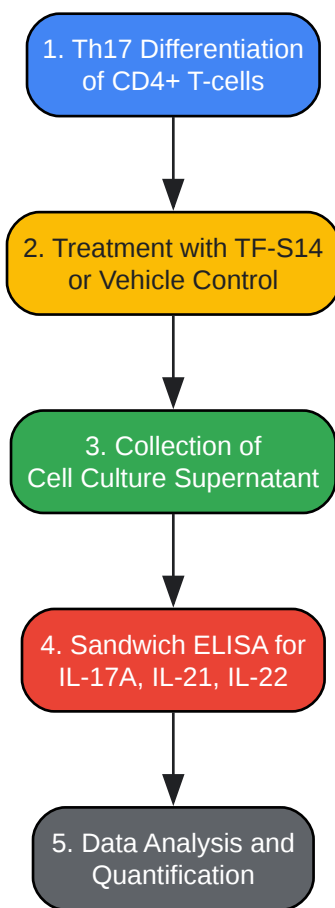 1. Th17 Differentiation
of CD4+ T-cells
2. Treatment with TF-S14
or Vehicle Control
3. Collection of
Cell Culture Supernatant
4. Sandwich ELISA for
IL-17A, IL-21, IL-22
5. Data Analysis and
Quantification